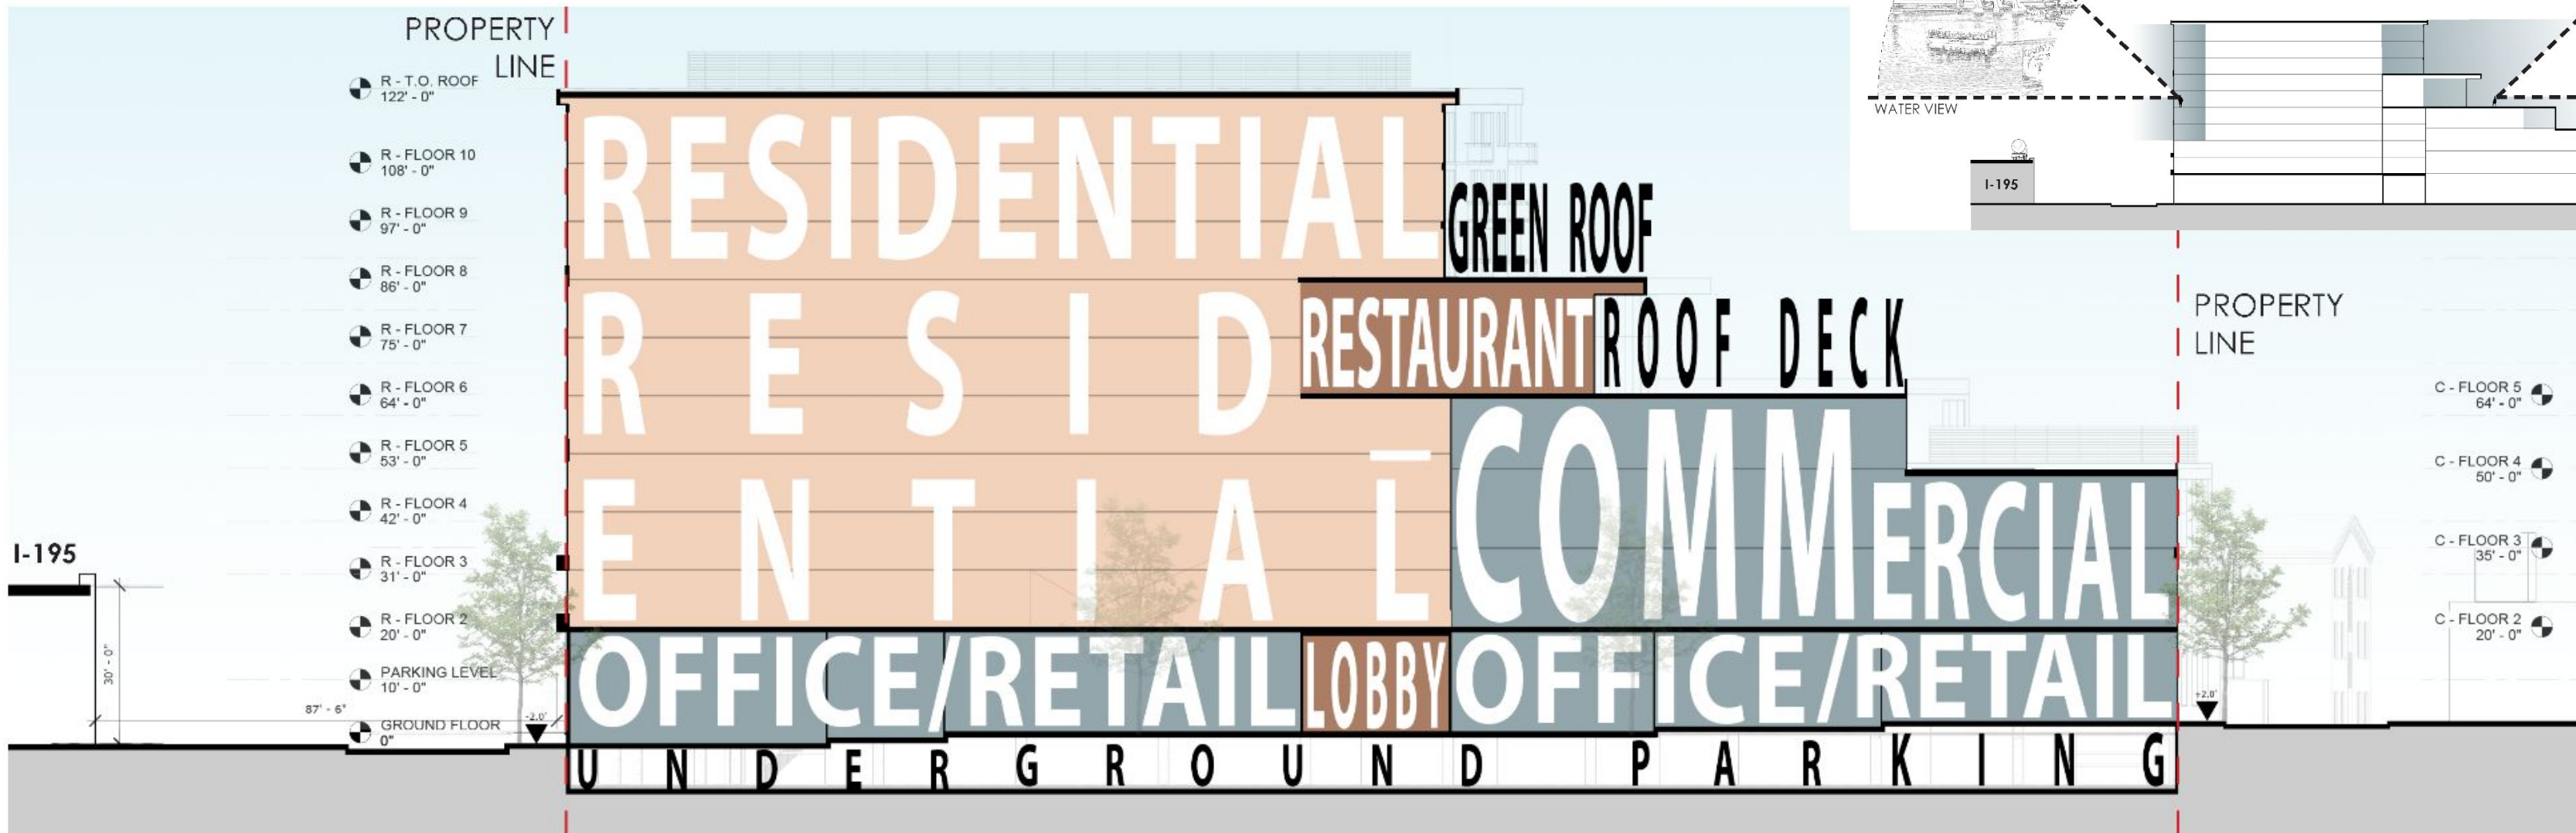 PROPERTY
LINE
R - T.O. ROOF
122' - 0"
R - FLOOR 10
108' - 0"
R - FLOOR 9
97' - 0"
R - FLOOR 8
86' - 0"
R - FLOOR 7
75' - 0"
R - FLOOR 6
64' - 0"
R - FLOOR 5
53' - 0"
R - FLOOR 4
42' - 0"
R - FLOOR 3
31' - 0"
R - FLOOR 2
20' - 0"
PARKING LEVEL
10' - 0"
GROUND FLOOR
0"
I-195
30' - 0"
87' - 6"
-2.0'
RESIDENTIAL
GREEN ROOF
RESID
RESTAURANT
ROOF DECK
_
ENTIAL
COMMERCIAL
OFFICE/RETAIL
LOBBY
OFFICE/RETAIL
UNDERGROUND PARKING
WATER VIEW
I-195
PROPERTY
LINE
C - FLOOR 5
64' - 0"
C - FLOOR 4
50' - 0"
C - FLOOR 3
35' - 0"
C - FLOOR 2
20' - 0"
+2.0'